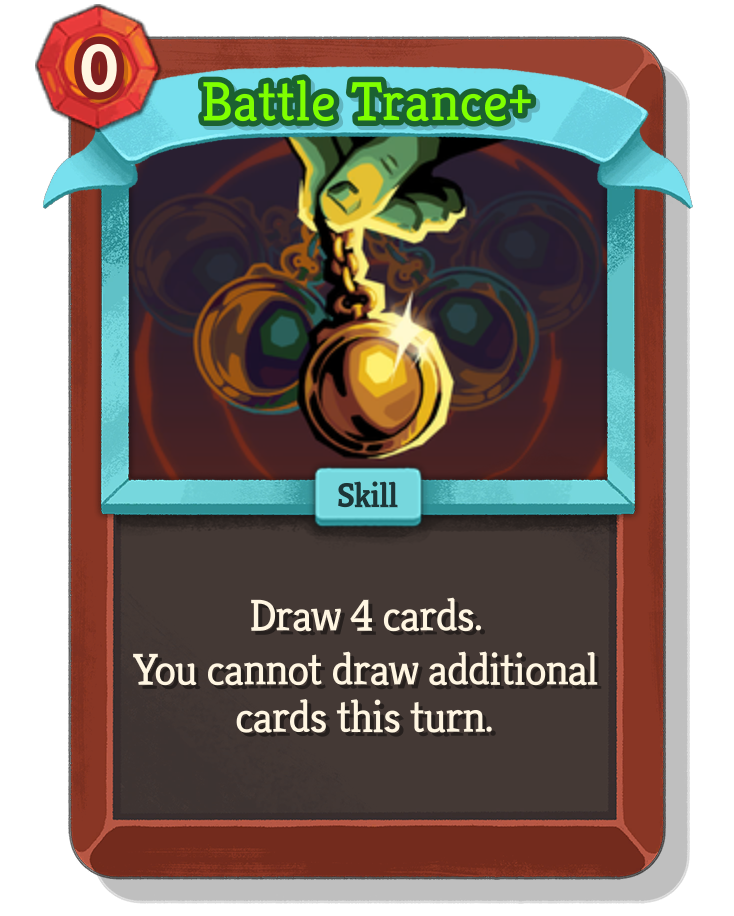 0
Battle Trance+
Skill
Draw 4 cards.
You cannot draw additional
cards this turn.